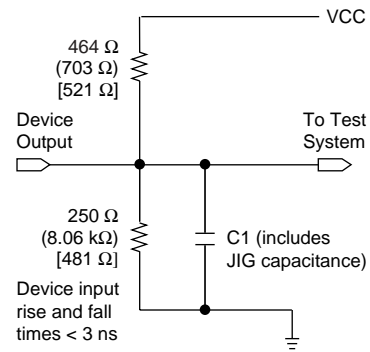 VCC
464 Ω
(703 Ω)
[521 Ω]
Device
Output
To Test
System
250 Ω
(8.06 kΩ)
[481 Ω]
C1 (includes
JIG capacitance)
Device input
rise and fall
times < 3 ns